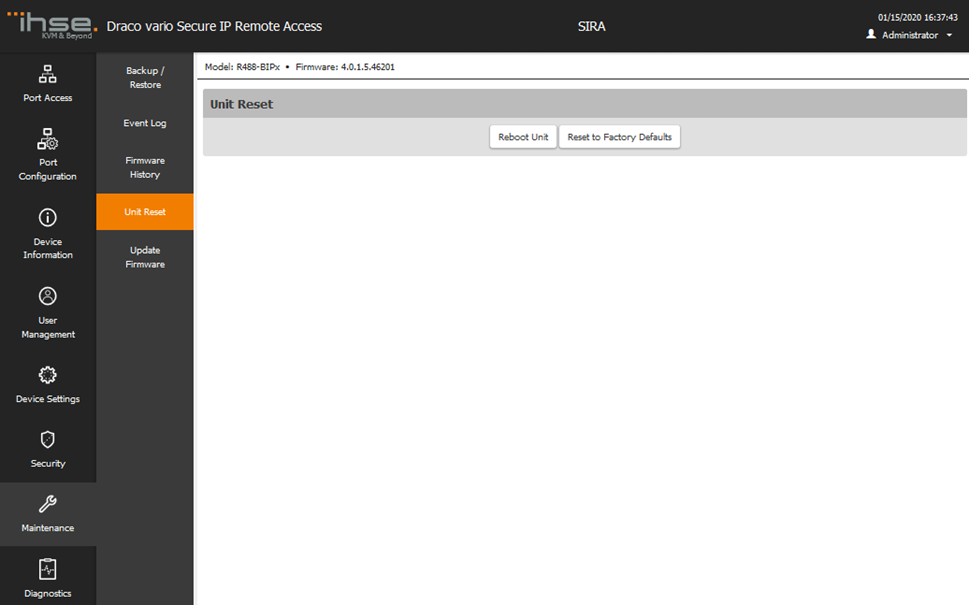 ihse.
KVM & Beyond
Draco vario Secure IP Remote Access
SIRA
01/15/2020 16:37:43
Administrator
Port Access
Port
Configuration
Device
Information
User
Management
Device Settings
Security
Maintenance
Diagnostics
Backup /
Restore
Event Log
Firmware
History
Unit Reset
Update
Firmware
Model: R488-BIPx • Firmware: 4.0.1.5.46201
Unit Reset
Reboot Unit
Reset to Factory Defaults